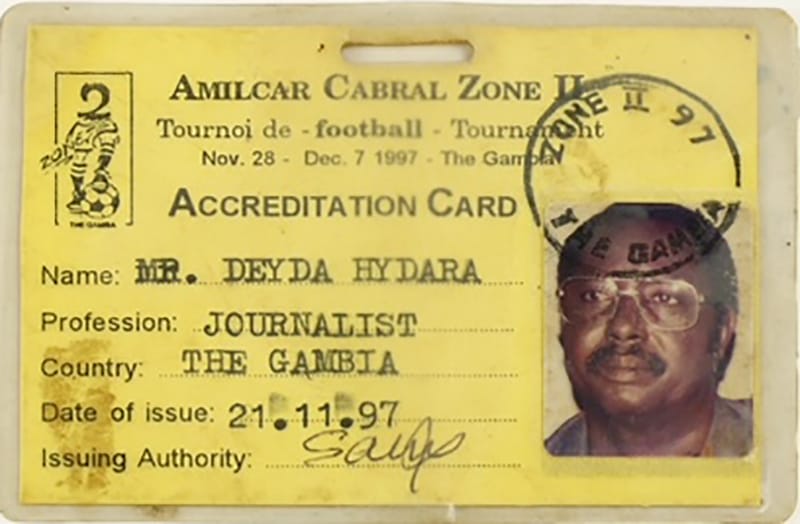 AMILCAR CABRAL ZONE II
Tournoi de - football - Tournament
Nov. 28 - Dec. 7 1997 - The Gambia
ZONE II 97
THE GAMBIA
2
THE GAMBIA
ACCREDITATION CARD
Name: MR. DEYDA HYDARA
Profession: JOURNALIST
Country: THE GAMBIA
Date of issue: 21.11.97
Issuing Authority: